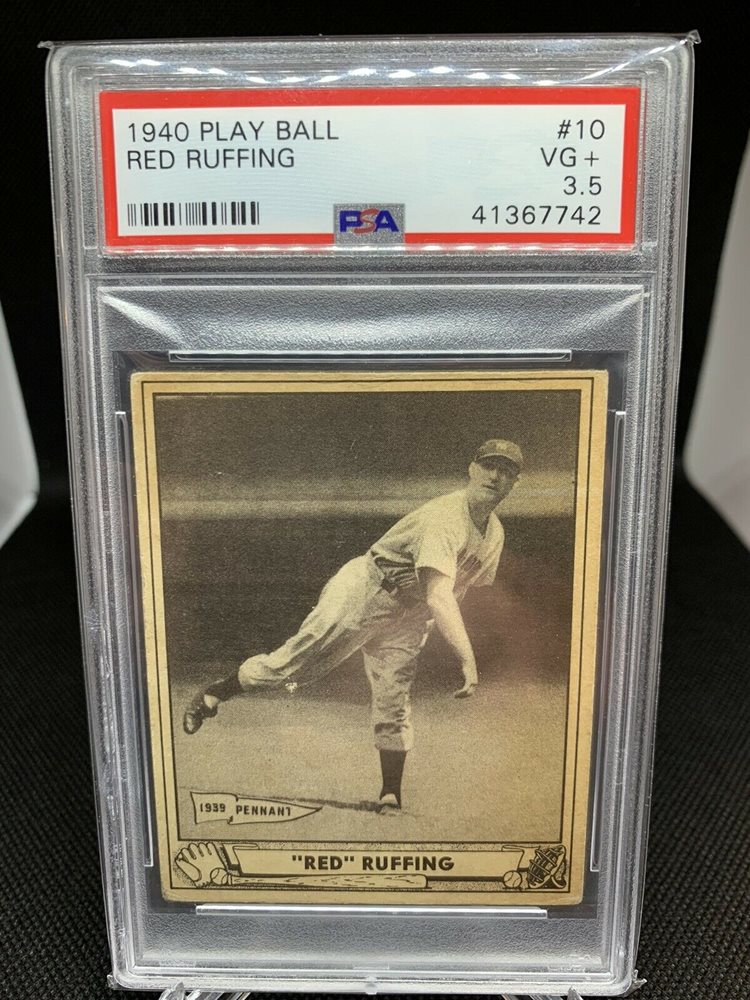 1940 PLAY BALL #10
RED RUFFING VG +
3.5
PSA 41367742
1939 PENNANT
"RED" RUFFING